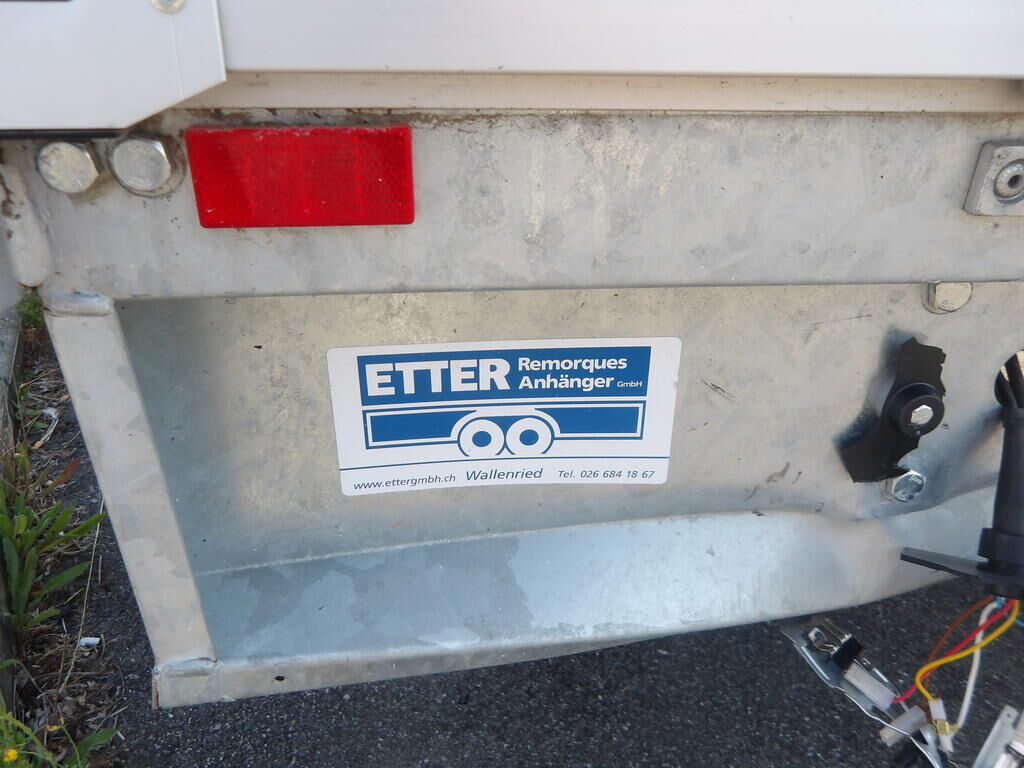 ETTER Remorques
Anhänger GmbH
www.ettergmbh.ch Wallenried Tel. 026 684 18 67